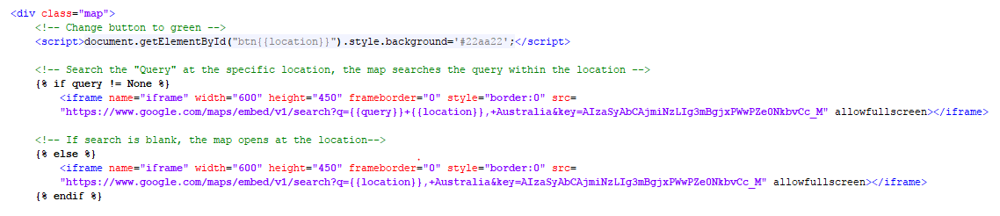 <div class="map">
<!-- Change button to green -->
<script>document.getElementById("btn{{location}}").style.background='#22aa22';</script>
<!-- Search the "Query" at the specific location, the map searches the query within the location -->
{% if query != None %}
<iframe name="iframe" width="600" height="450" frameborder="0" style="border:0" src=
"https://www.google.com/maps/embed/v1/search?q={{query}}+{{location}},+Australia&key=AIzaSyAbCAjmiNzLIg3mBgjxPWwPZe0NkbvCc_M" allowfullscreen></iframe>
<!-- If search is blank, the map opens at the location-->
{% else %}
<iframe name="iframe" width="600" height="450" frameborder="0" style="border:0" src=
"https://www.google.com/maps/embed/v1/search?q={{location}},+Australia&key=AIzaSyAbCAjmiNzLIg3mBgjxPWwPZe0NkbvCc_M" allowfullscreen></iframe>
{% endif %}